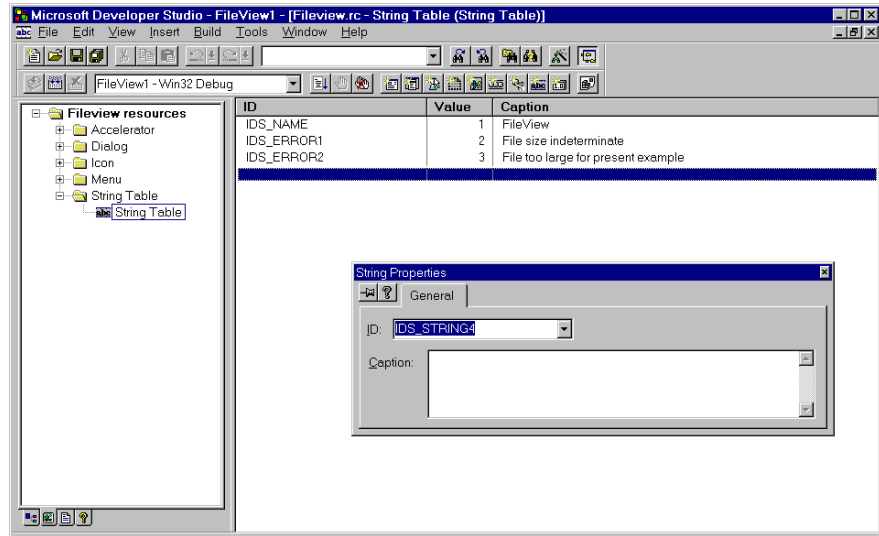 Microsoft Developer Studio - FileView1 - [Fileview.rc - String Table (String Table)]
abc File Edit View Insert Build Tools Window Help
FileView1 - Win32 Debug
Fileview resources
Accelerator
Dialog
Icon
Menu
String Table
abc String Table
ID Value Caption
IDS_NAME 1 FileView
IDS_ERROR1 2 File size indeterminate
IDS_ERROR2 3 File too large for present example
String Properties
? General
ID: IDS_STRING4
Caption:
?